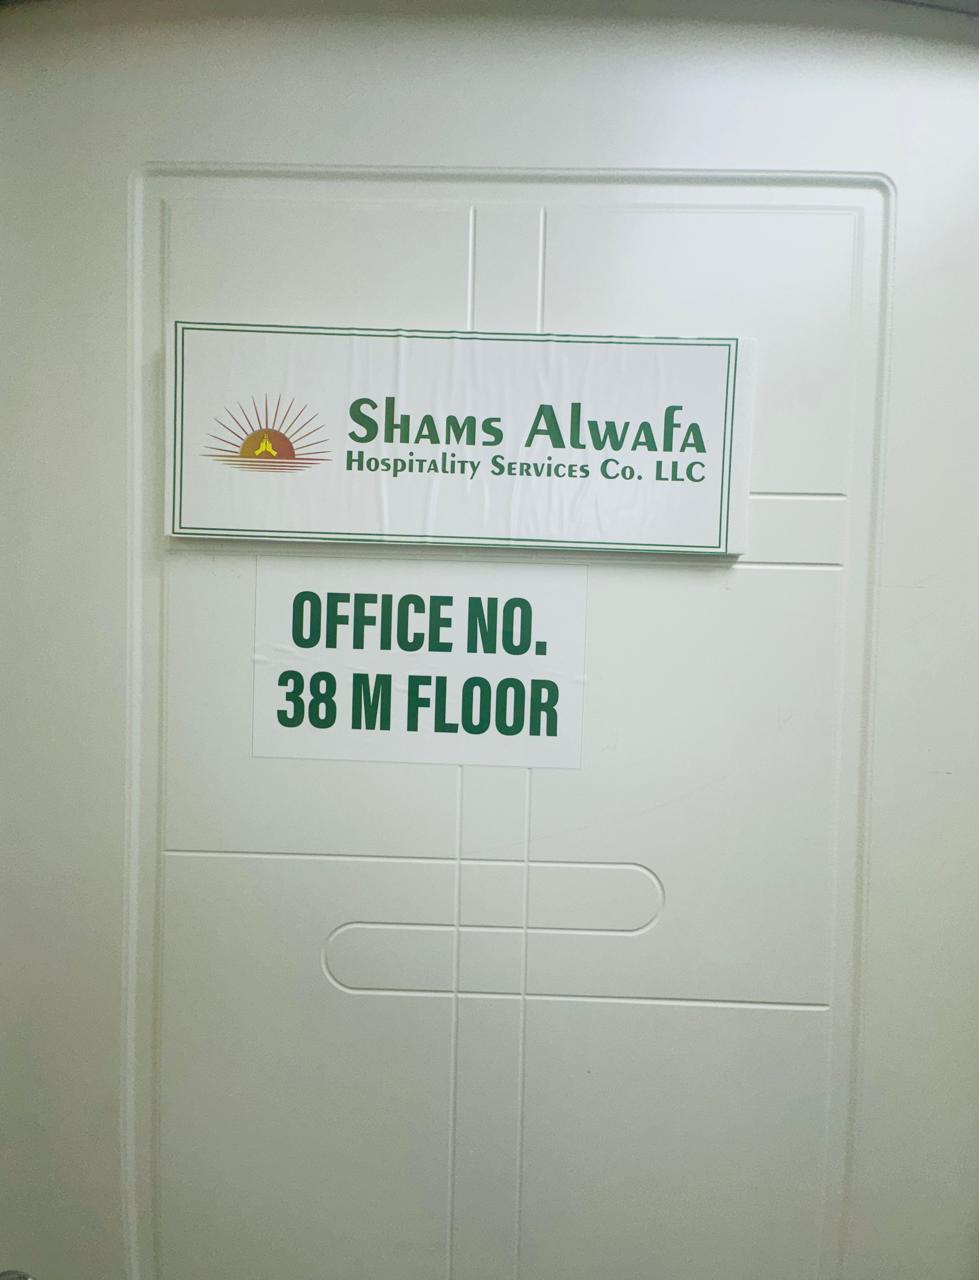 Shams Alwafa
Hospitality Services Co. LLC
OFFICE NO.
38 M FLOOR